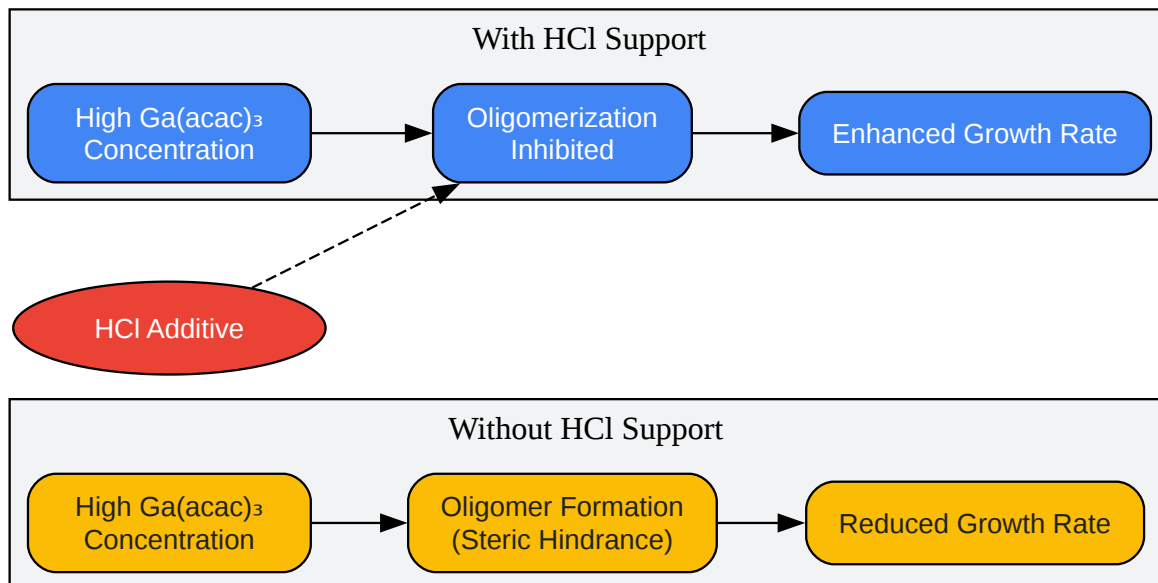 With HCl Support
High Ga(acac)₃
Concentration
Oligomerization
Inhibited
Enhanced Growth Rate
HCl Additive
Without HCl Support
High Ga(acac)₃
Concentration
Oligomer Formation
(Steric Hindrance)
Reduced Growth Rate